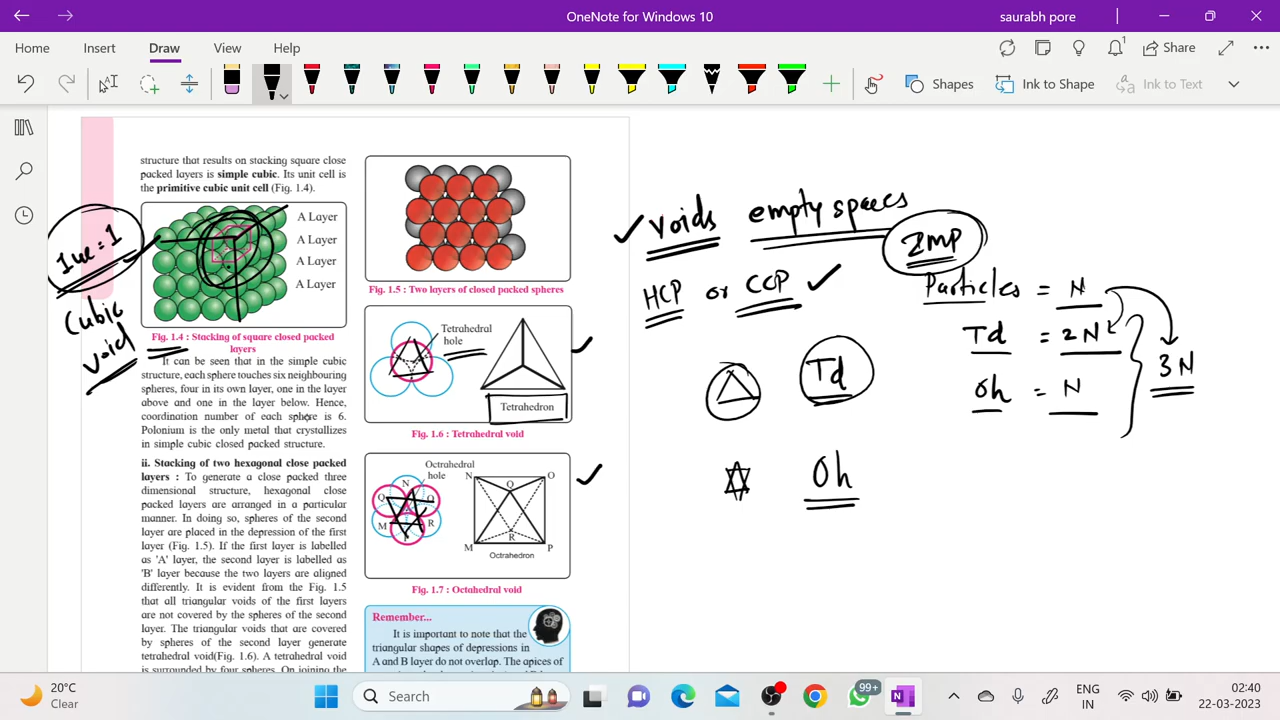 OneNote for Windows 10
saurabh pore
Home Insert Draw View Help
Share
Shapes
Ink to Shape
Ink to Text
structure that results on stacking square close
packed layers is simple cubic. Its unit cell is
the primitive cubic unit cell (Fig. 1.4).
A Layer
A Layer
A Layer
A Layer
Fig. 1.4 : Stacking of square closed packed
layers
It can be seen that in the simple cubic
structure, each sphere touches six neighbouring
spheres, four in its own layer, one in the layer
above and one in the layer below. Hence,
coordination number of each sphere is 6.
Polonium is the only metal that crystallizes
in simple cubic closed packed structure.
ii. Stacking of two hexagonal close packed
layers : To generate a close packed three
dimensional structure, hexagonal close
packed layers are arranged in a particular
manner. In doing so, spheres of the second
layer are placed in the depression of the first
layer (Fig. 1.5). If the first layer is labelled
as 'A' layer, the second layer is labelled as
'B' layer because the two layers are aligned
differently. It is evident from the Fig. 1.5
that all triangular voids of the first layers
are not covered by the spheres of the second
layer. The triangular voids that are covered
by spheres of the second layer generate
tetrahedral void(Fig. 1.6). A tetrahedral void
is surrounded by four spheres. On joining the
Fig. 1.5 : Two layers of closed packed spheres
Tetrahedral
hole
Tetrahedron
Fig. 1.6 : Tetrahedral void
Octahedral
hole
N
Q
O
M
R
N
O
Q
R
M
P
Octahedron
Fig. 1.7 : Octahedral void
Remember...
It is important to note that the
triangular shapes of depressions in
A and B layer do not overlap. The apices of
1uc = 1
Cubic
void
voids empty spaces
HCP or CCP
Td
Oh
IMP
Particles = N
Td = 2N
Oh = N
3N
20°C
Clear
Search
99+
ENG
IN
02:40
22-03-2023